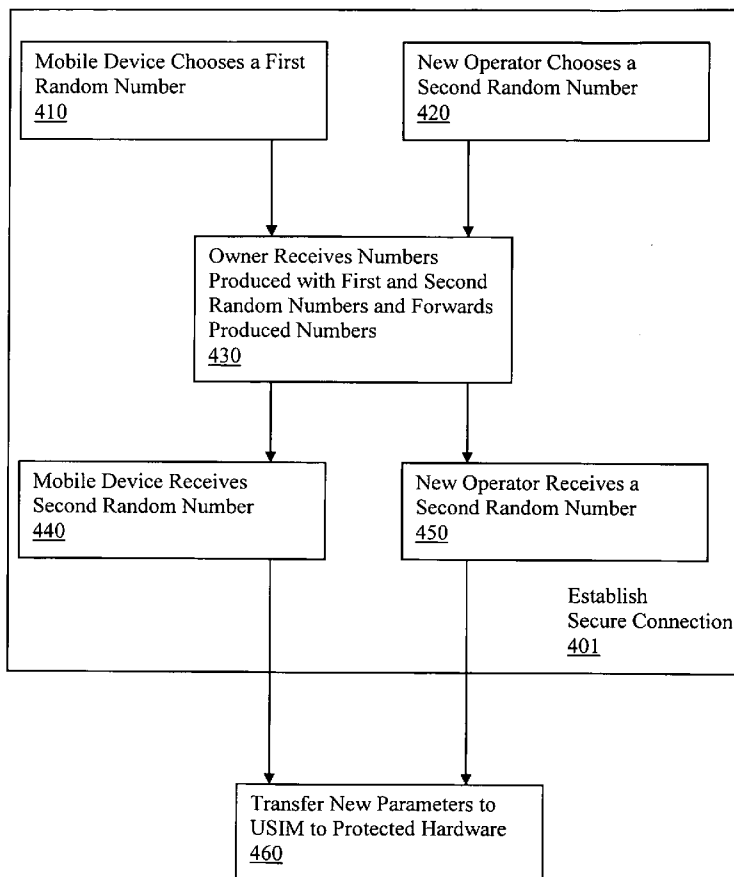 Mobile Device Chooses a First
Random Number
410
New Operator Chooses a
Second Random Number
420
Owner Receives Numbers
Produced with First and Second
Random Numbers and Forwards
Produced Numbers
430
Mobile Device Receives
Second Random Number
440
New Operator Receives a
Second Random Number
450
Establish
Secure Connection
401
Transfer New Parameters to
USIM to Protected Hardware
460